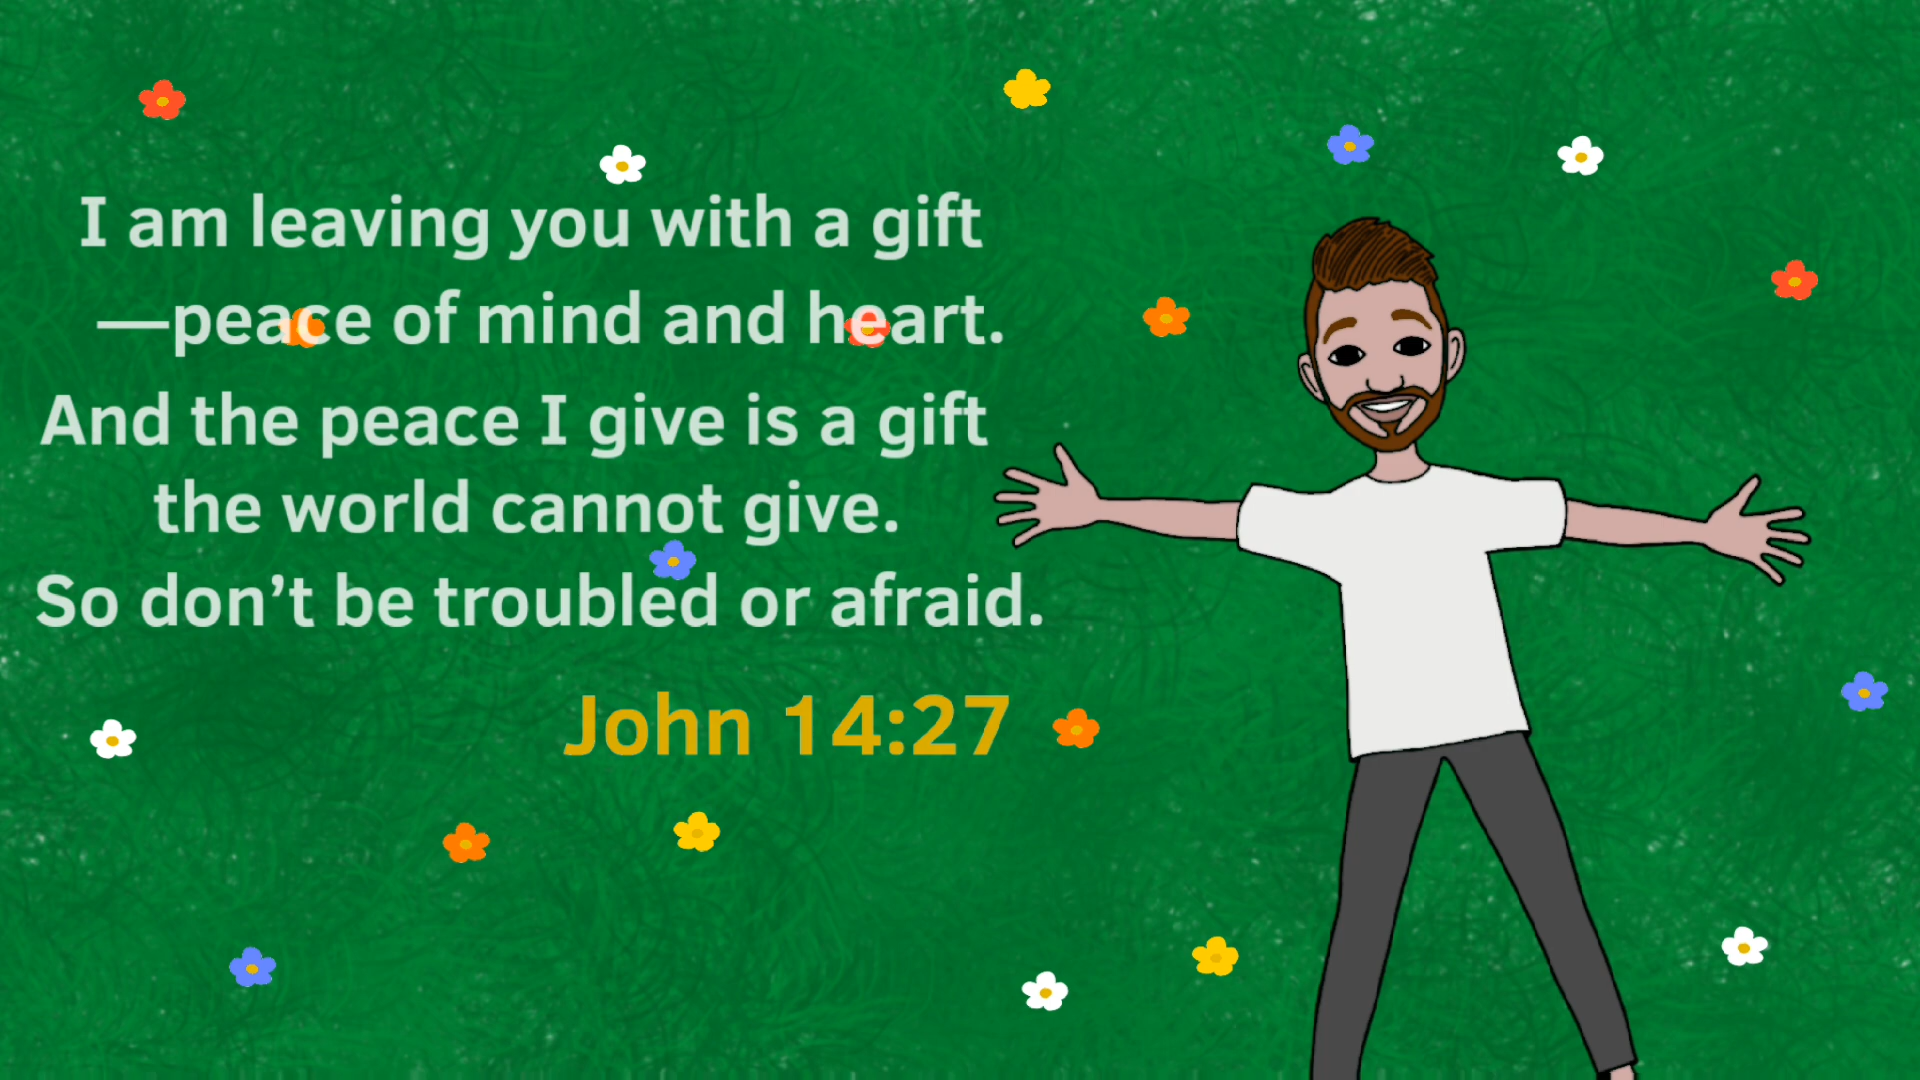 I am leaving you with a gift
—peace of mind and heart.
And the peace I give is a gift
the world cannot give.
So don’t be troubled or afraid.
John 14:27